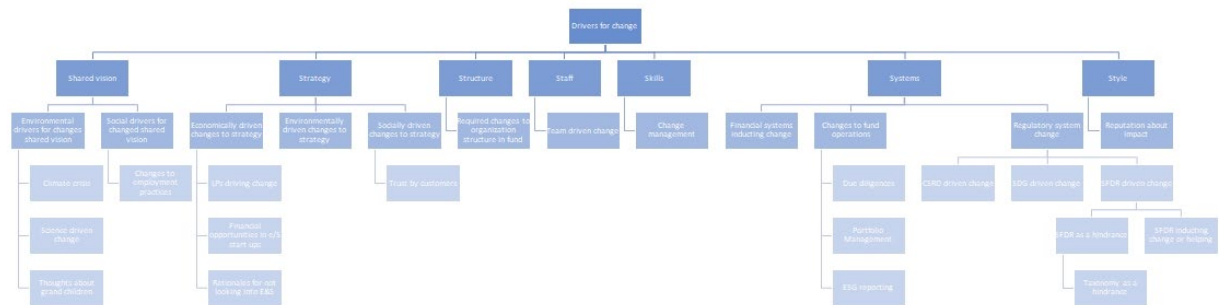 Drivers for change
Shared vision
Strategy
Structure
Staff
Skills
Systems
Style
Environmental
drivers for changes
shared vision
Social drivers for
changed shared
vision
Economically driven
changes to strategy
Environmentally
driven changes to
strategy
Socially driven
changes to strategy
Required changes to
organization
structure in fund
Team driven change
Change
management
Financial systems
inducting change
Changes to fund
operations
Regulatory system
change
Reputation about
impact
Climate crisis
Changes to
employment
practices
LPs driving change
Trust by customers
Due diligences
CSRD driven change
SDG driven change
SFDR driven change
Science driven
change
Financial
opportunities in e/s
start ups
Portfolio
Management
SFDR as a hindrance
SFDR inducting
change or helping
Thoughts about
grand children
Rationales for not
looking into E&S
ESG reporting
Taxonomy as a
hindrance